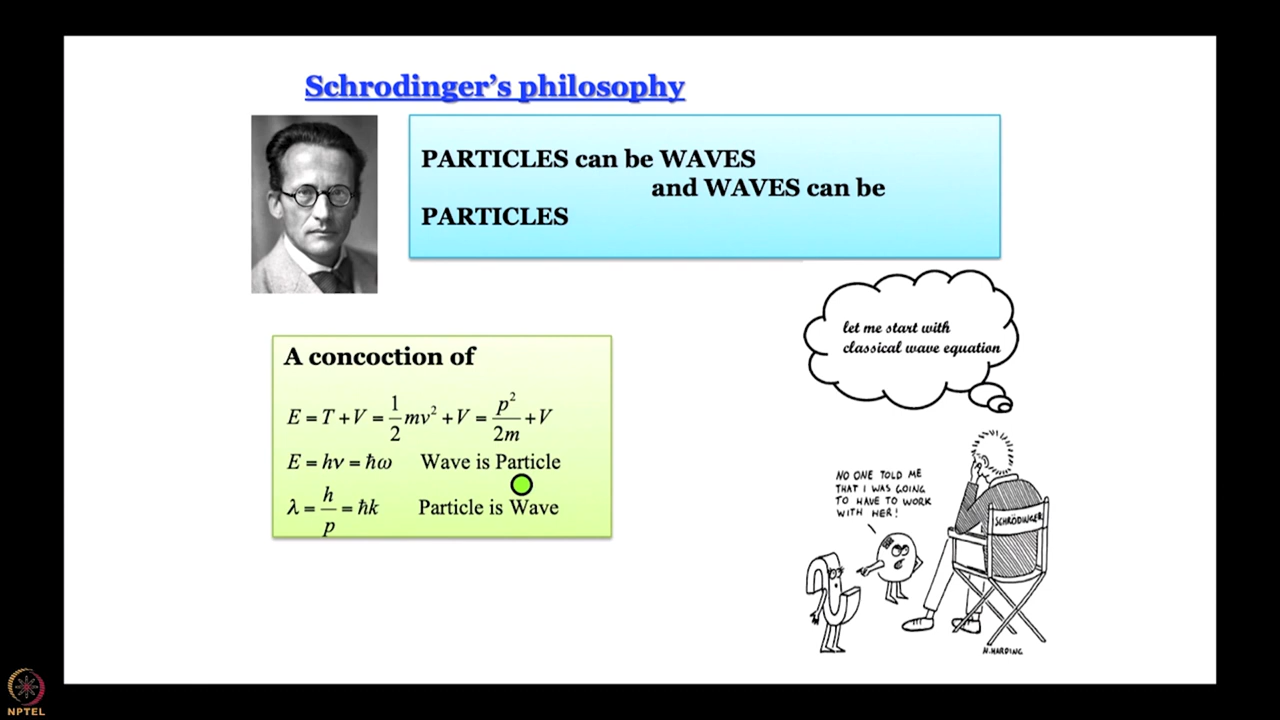 Schrodinger's philosophy
PARTICLES can be WAVES
and WAVES can be
PARTICLES
let me start with
classical wave equation
A concoction of
E = T + V = 1/2 mv² + V = p²/2m + V
E = hν = ħω Wave is Particle
λ = h/p = ħk Particle is Wave
NO ONE TOLD ME
THAT I WAS GOING
TO HAVE TO WORK
WITH HER!
SCHRÖDINGER
N.HARDING
NPTEL